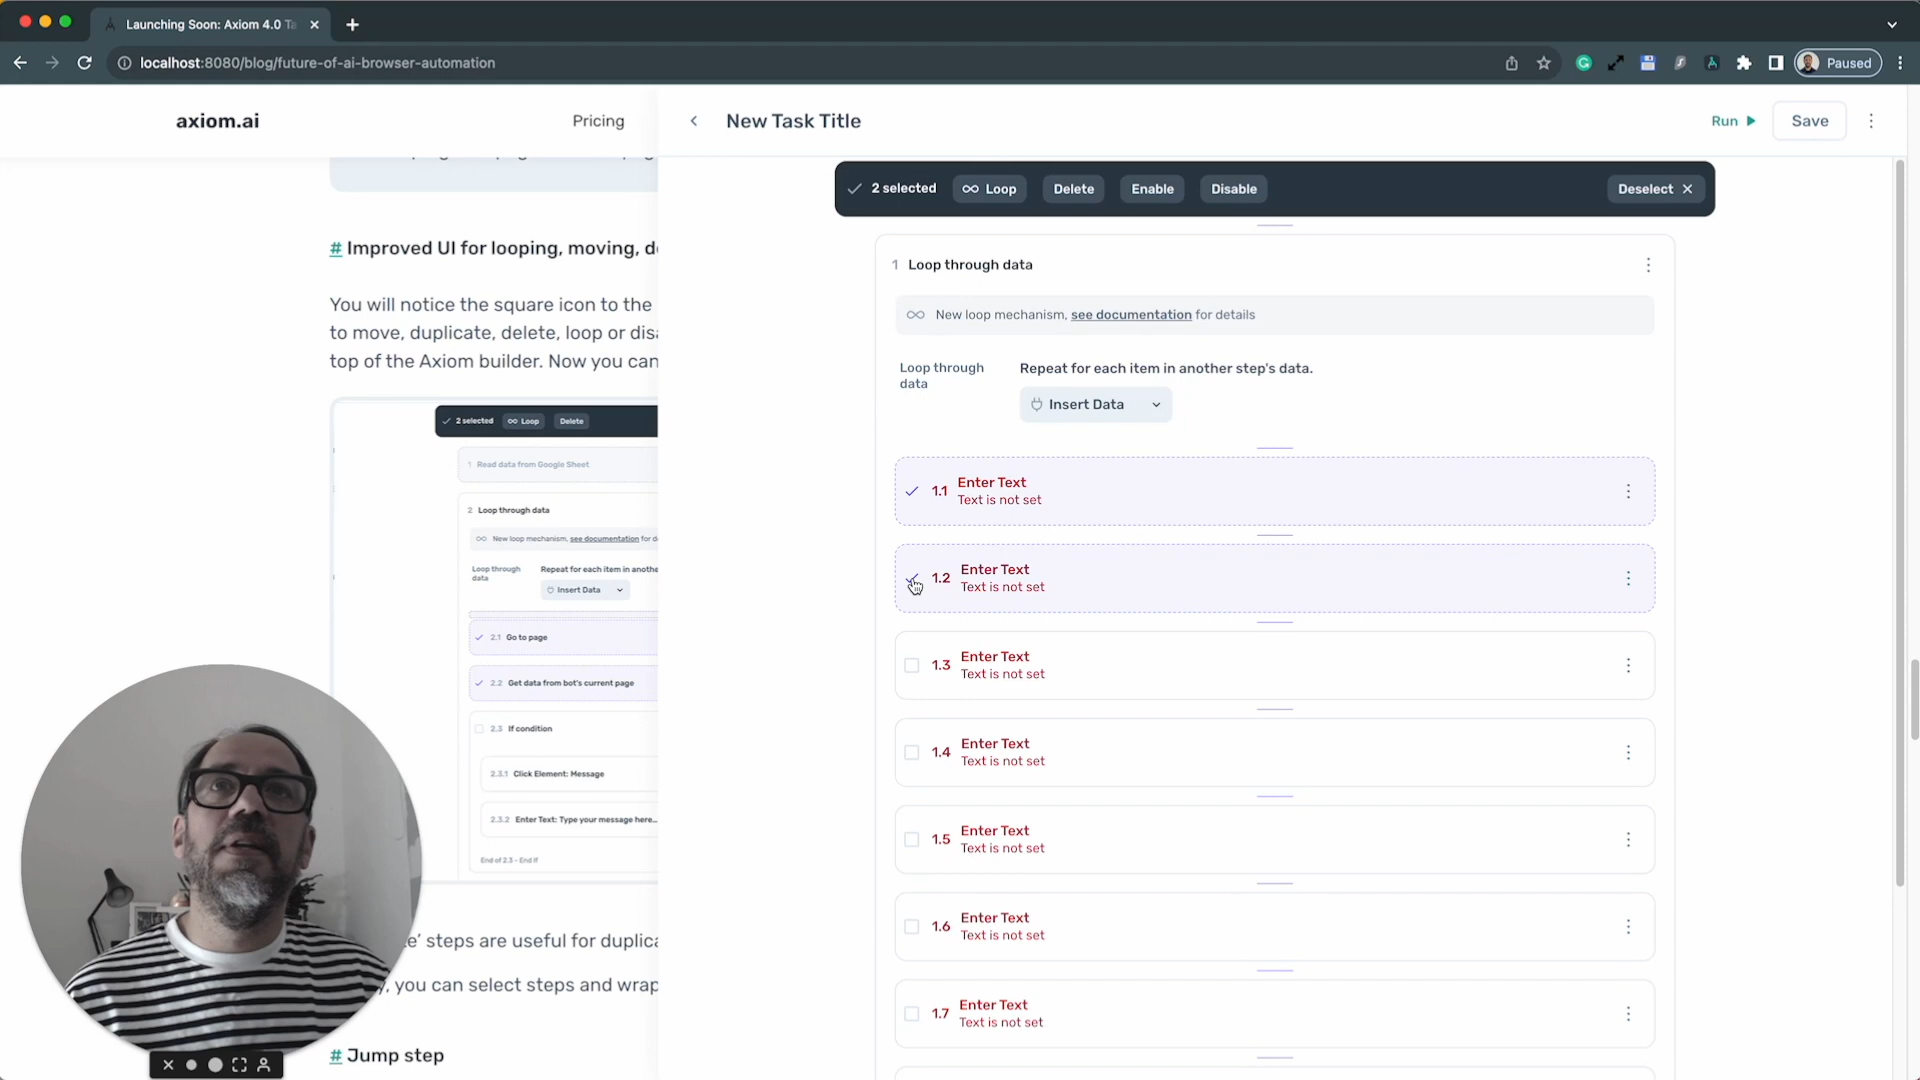 Launching Soon: Axiom 4.0 Ta
localhost:8080/blog/future-of-ai-browser-automation
Paused
axiom.ai
Pricing
New Task Title
Run
Save
2 selected
Loop
Delete
Enable
Disable
Deselect
# Improved UI for looping, moving, d
You will notice the square icon to the
to move, duplicate, delete, loop or disa
top of the Axiom builder. Now you can
2 selected
Loop
Delete
1 Read data from Google Sheet
2 Loop through data
New loop mechanism, see documentation for d
Loop through
data
Repeat for each item in anothe
Insert Data
2.1 Go to page
2.2 Get data from bot's current page
2.3 If condition
2.3.1 Click Element: Message
2.3.2 Enter Text: Type your message here...
End of 2.3 - End If
e' steps are useful for duplica
y, you can select steps and wrap
# Jump step
1 Loop through data
New loop mechanism, see documentation for details
Loop through
data
Repeat for each item in another step's data.
Insert Data
1.1 Enter Text
Text is not set
1.2 Enter Text
Text is not set
1.3 Enter Text
Text is not set
1.4 Enter Text
Text is not set
1.5 Enter Text
Text is not set
1.6 Enter Text
Text is not set
1.7 Enter Text
Text is not set